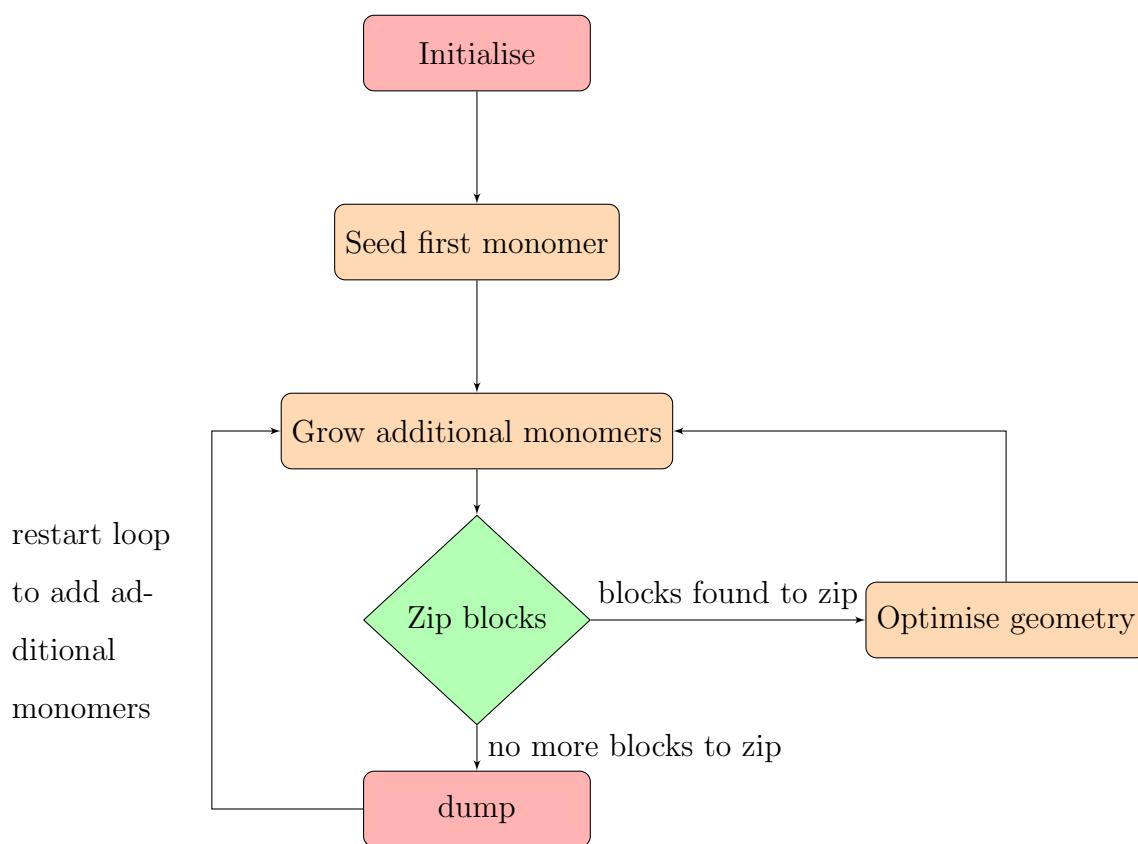 Initialise
Seed first monomer
Grow additional monomers
restart loop
to add ad-
ditional
monomers
Zip blocks
blocks found to zip
Optimise geometry
no more blocks to zip
dump